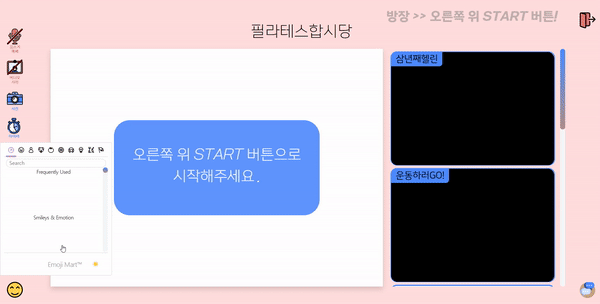 방장 >> 오른쪽 위 START 버튼!
필라테스합시당
삼년째헬린
오른쪽 위 START 버튼으로
시작해주세요.
Search
Frequently Used
Smileys & Emotion
Emoji Mart™
운동하러GO!